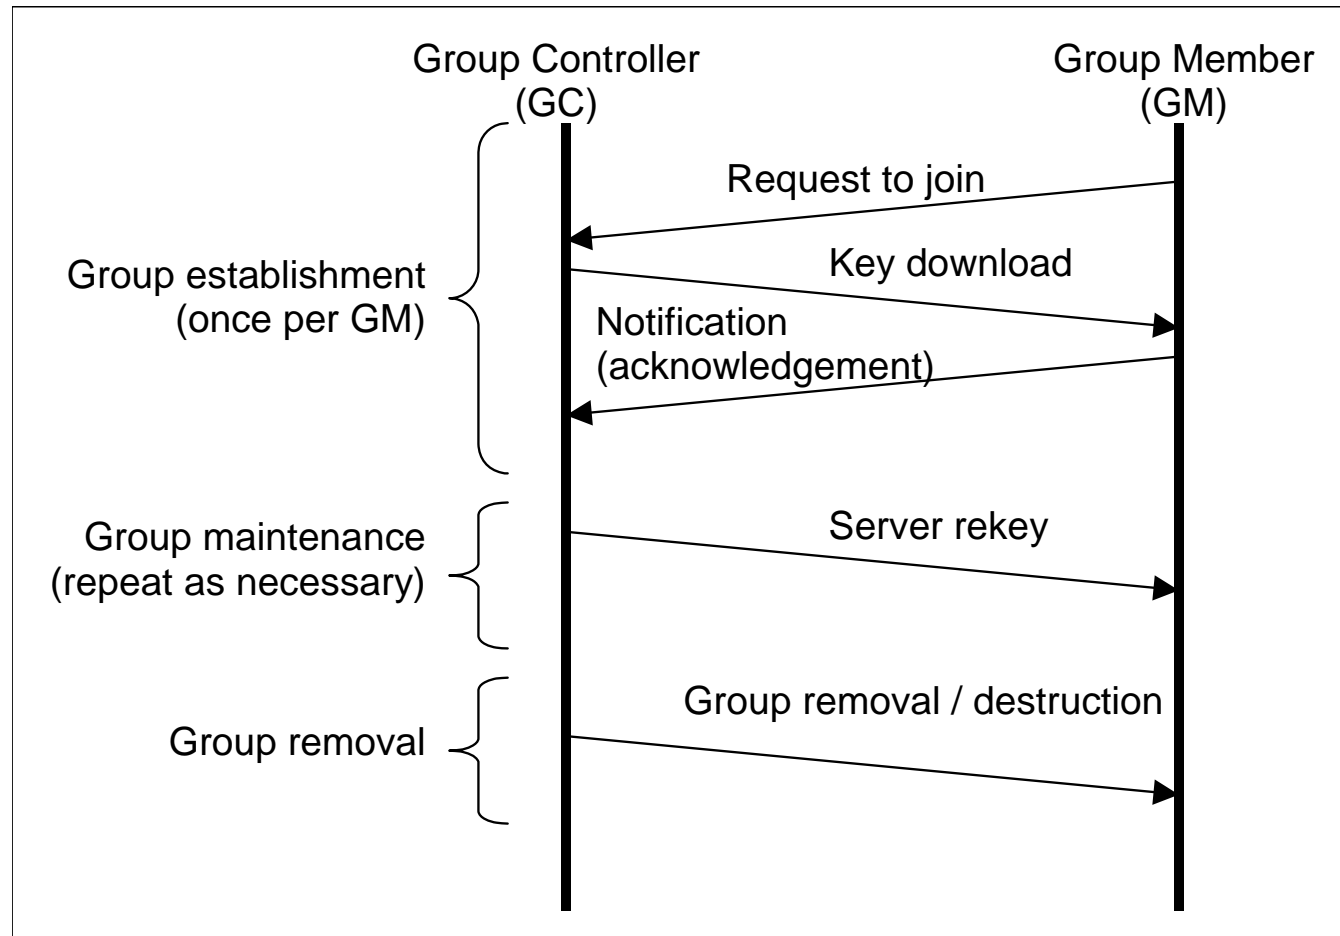 Group Controller
(GC)
Group Member
(GM)
Request to join
Key download
Group establishment
(once per GM)
Notification
(acknowledgement)
Server rekey
Group maintenance
(repeat as necessary)
Group removal / destruction
Group removal